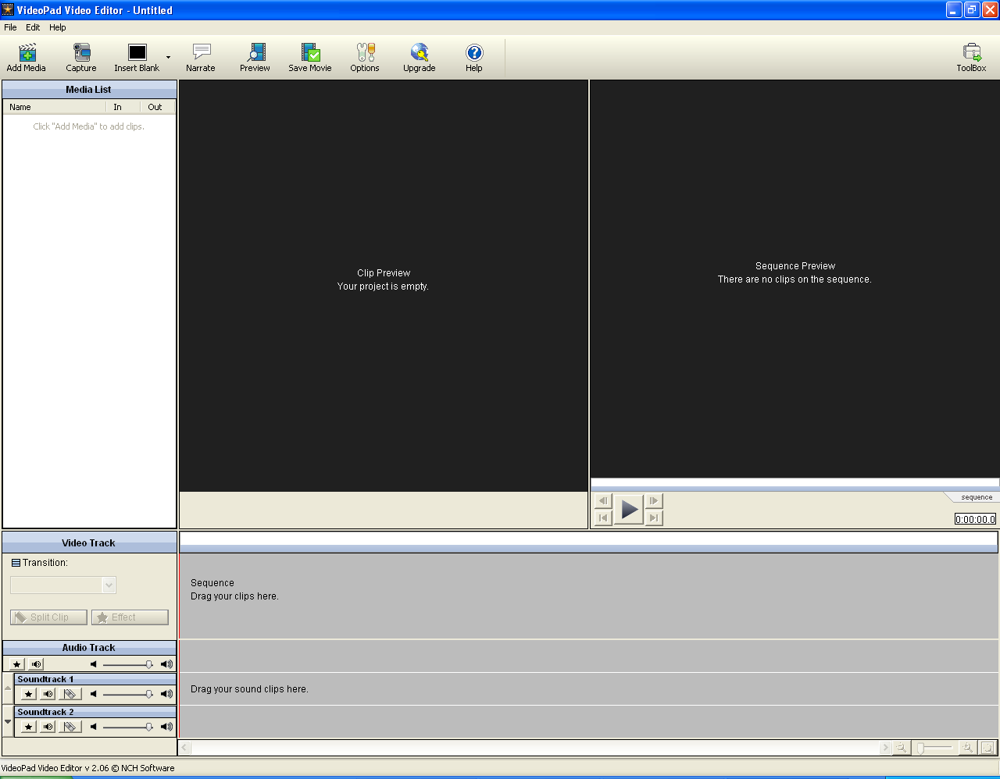 VideoPad Video Editor - Untitled
File Edit Help
Add Media Capture Insert Blank Narrate Preview Save Movie Options Upgrade Help ToolBox
Media List
Name In Out
Click "Add Media" to add clips.
Clip Preview
Your project is empty.
Sequence Preview
There are no clips on the sequence.
sequence
0:00:00.0
Video Track
Transition:
Split Clip Effect
Sequence
Drag your clips here.
Audio Track
Soundtrack 1
Drag your sound clips here.
Soundtrack 2
VideoPad Video Editor v 2.06 © NCH Software